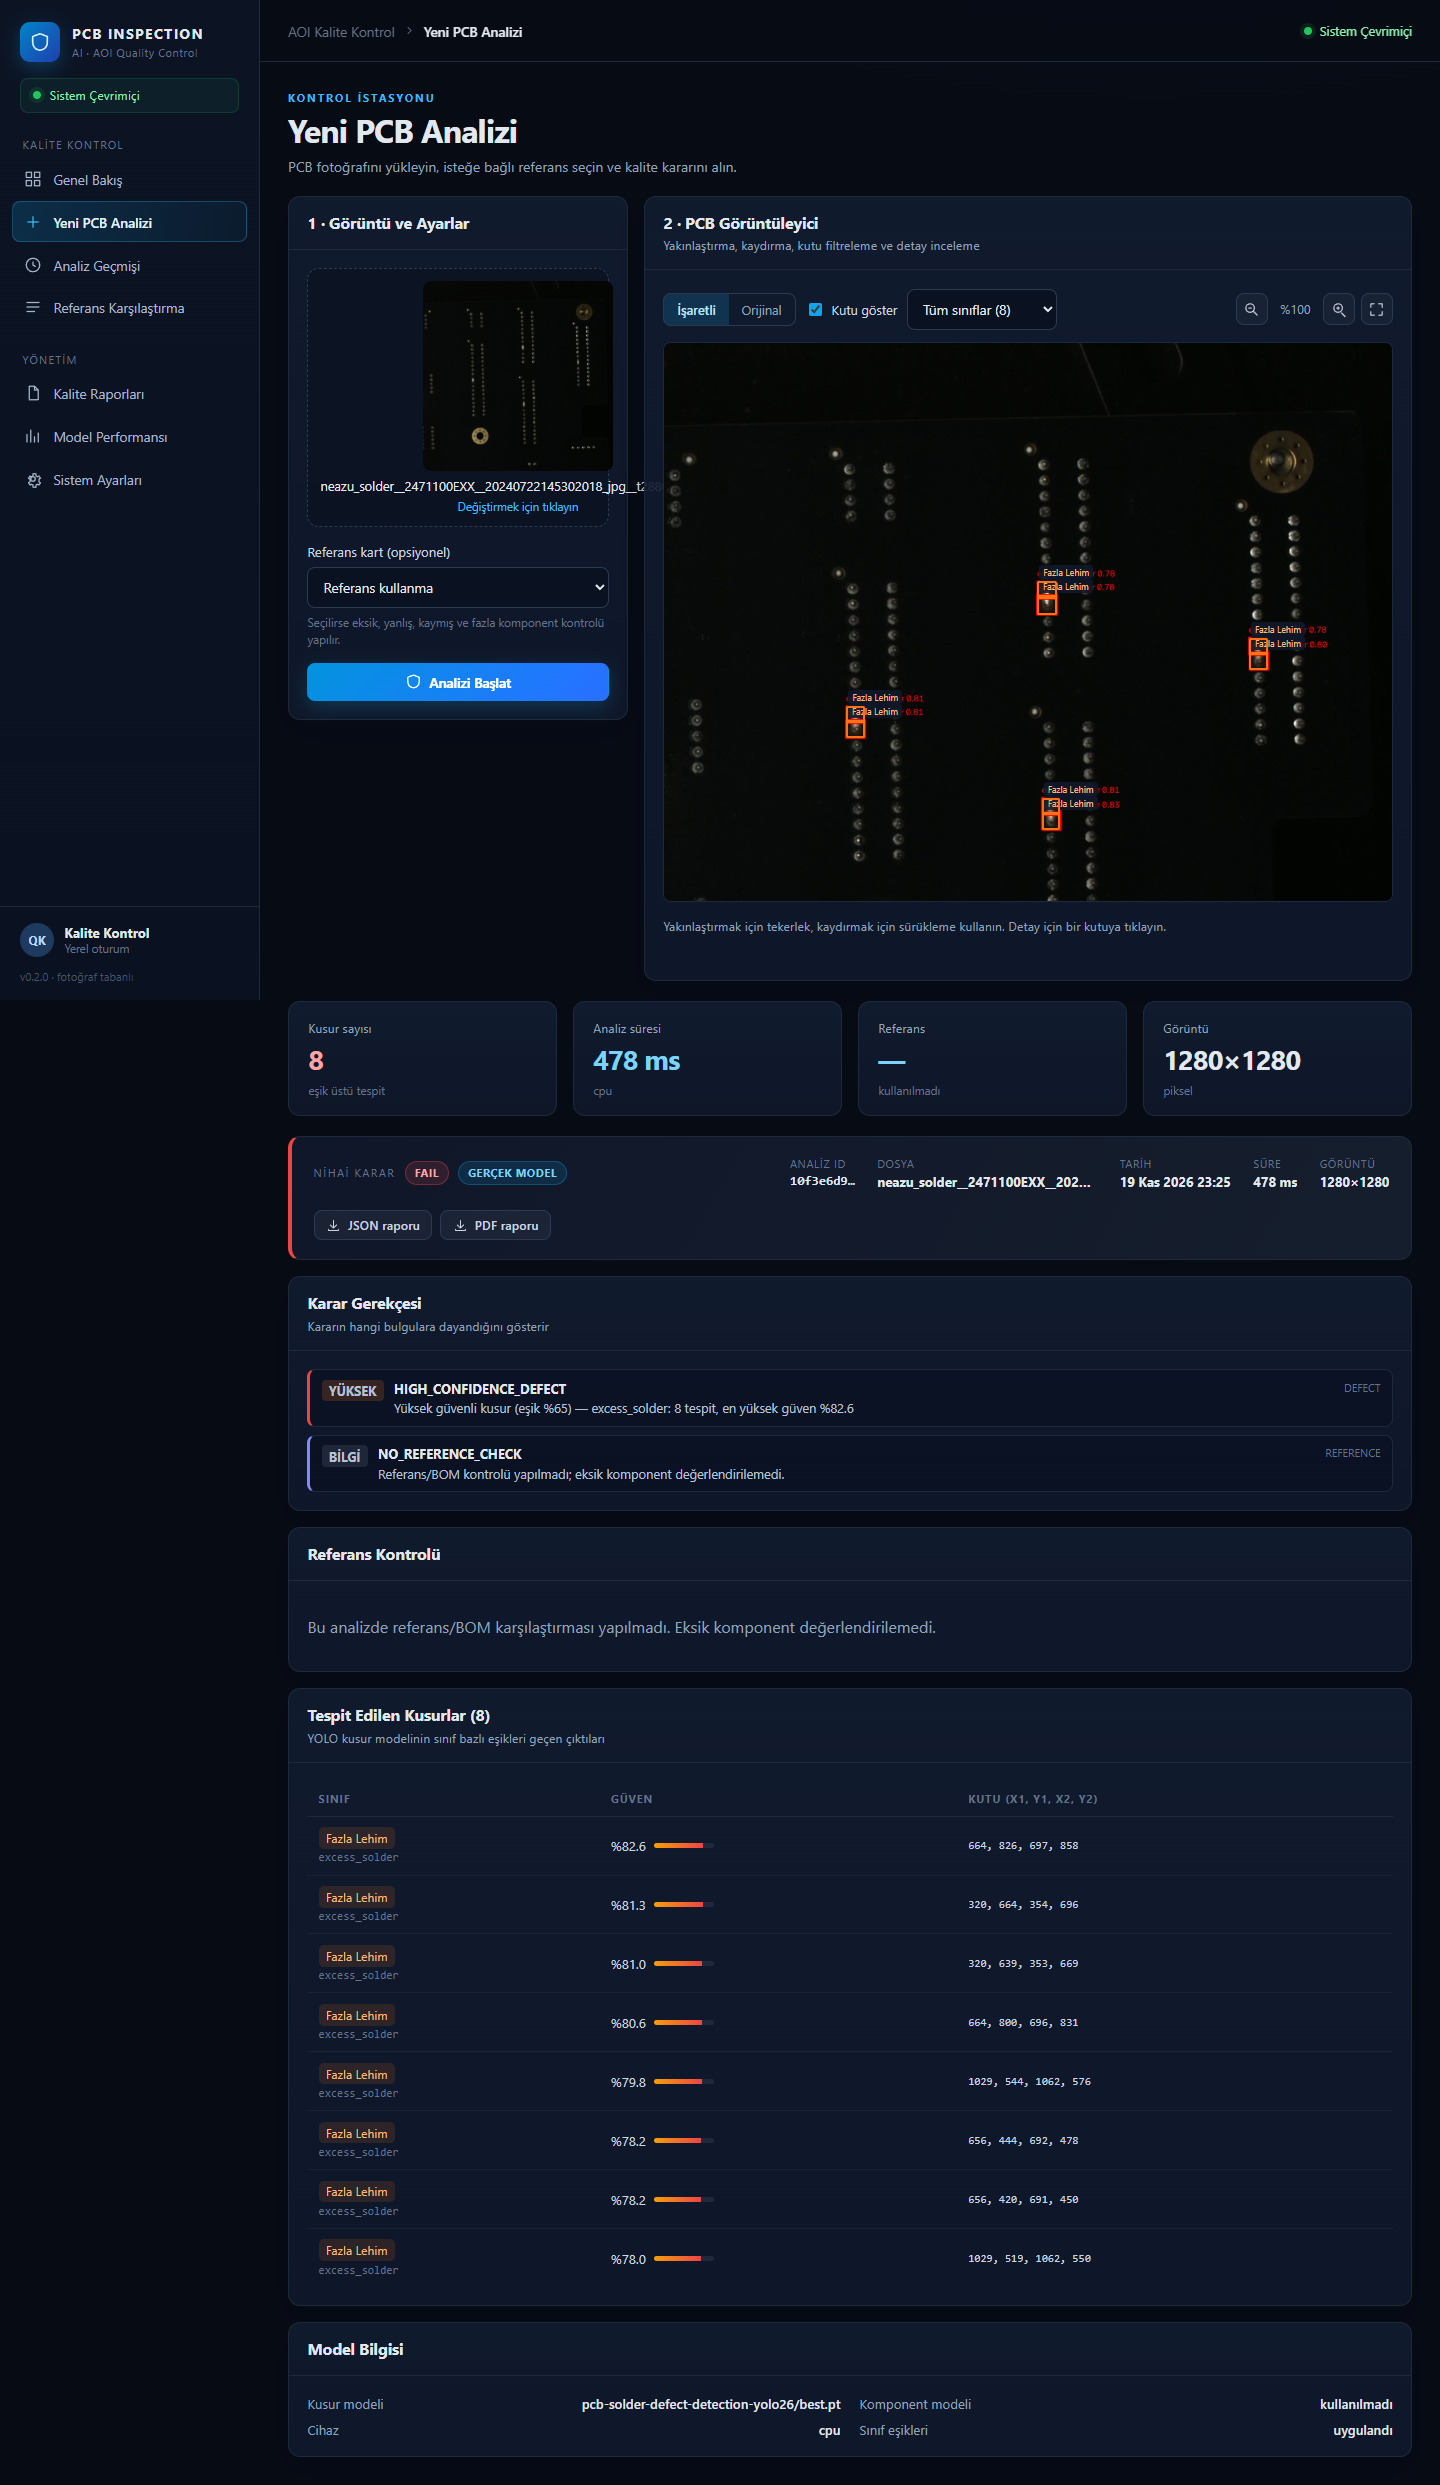 PCB INSPECTION
AI · AOI Quality Control
Sistem Çevrimiçi
KALİTE KONTROL
Genel Bakış
Yeni PCB Analizi
Analiz Geçmişi
Referans Karşılaştırma
YÖNETİM
Kalite Raporları
Model Performansı
Sistem Ayarları
QK
Kalite Kontrol
Yerel oturum
v0.2.0 · fotoğraf tabanlı
AOI Kalite Kontrol > Yeni PCB Analizi
Sistem Çevrimiçi
KONTROL İSTASYONU
Yeni PCB Analizi
PCB fotoğrafını yükleyin, isteğe bağlı referans seçin ve kalite kararını alın.
1 · Görüntü ve Ayarlar
neazu_solder__2471100EXX__20240722145302018_jpg__t288
Değiştirmek için tıklayın
Referans kart (opsiyonel)
Referans kullanma
Seçilirse eksik, yanlış, kaymış ve fazla komponent kontrolü
yapılır.
Analizi Başlat
2 · PCB Görüntüleyici
Yakınlaştırma, kaydırma, kutu filtreleme ve detay inceleme
İşaretli
Orijinal
Kutu göster
Tüm sınıflar (8)
%100
Fazla Lehim 0.78
Fazla Lehim 0.78
Fazla Lehim 0.78
Fazla Lehim 0.80
Fazla Lehim 0.81
Fazla Lehim 0.81
Fazla Lehim 0.81
Fazla Lehim 0.83
Yakınlaştırmak için tekerlek, kaydırmak için sürükleme kullanın. Detay için bir kutuya tıklayın.
Kusur sayısı
8
eşik üstü tespit
Analiz süresi
478 ms
cpu
Referans
—
kullanılmadı
Görüntü
1280×1280
piksel
NİHAİ KARAR FAIL GERÇEK MODEL
ANALİZ ID
10f3e6d9…
DOSYA
neazu_solder__2471100EXX__202…
TARİH
19 Kas 2026 23:25
SÜRE
478 ms
GÖRÜNTÜ
1280×1280
JSON raporu
PDF raporu
Karar Gerekçesi
Kararın hangi bulgulara dayandığını gösterir
YÜKSEK HIGH_CONFIDENCE_DEFECT DEFECT
Yüksek güvenli kusur (eşik %65) — excess_solder: 8 tespit, en yüksek güven %82.6
BİLGİ NO_REFERENCE_CHECK REFERENCE
Referans/BOM kontrolü yapılmadı; eksik komponent değerlendirilemedi.
Referans Kontrolü
Bu analizde referans/BOM karşılaştırması yapılmadı. Eksik komponent değerlendirilemedi.
Tespit Edilen Kusurlar (8)
YOLO kusur modelinin sınıf bazlı eşikleri geçen çıktıları
SINIF GÜVEN KUTU (X1, Y1, X2, Y2)
Fazla Lehim %82.6 664, 826, 697, 858
excess_solder
Fazla Lehim %81.3 320, 664, 354, 696
excess_solder
Fazla Lehim %81.0 320, 639, 353, 669
excess_solder
Fazla Lehim %80.6 664, 800, 696, 831
excess_solder
Fazla Lehim %79.8 1029, 544, 1062, 576
excess_solder
Fazla Lehim %78.2 656, 444, 692, 478
excess_solder
Fazla Lehim %78.2 656, 420, 691, 450
excess_solder
Fazla Lehim %78.0 1029, 519, 1062, 550
excess_solder
Model Bilgisi
Kusur modeli pcb-solder-defect-detection-yolo26/best.pt
Komponent modeli kullanılmadı
Cihaz cpu
Sınıf eşikleri uygulandı